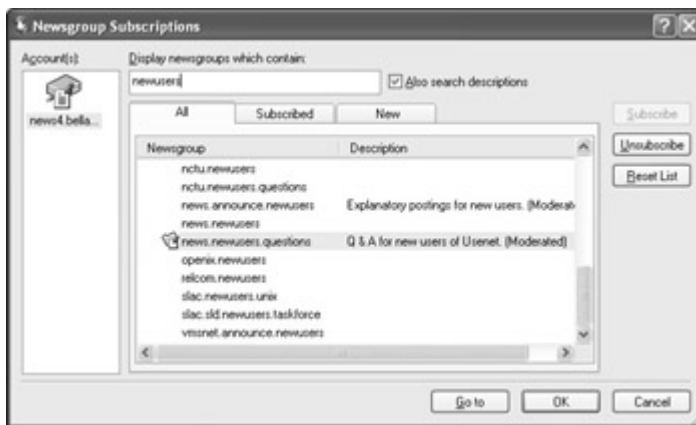 Newsgroup Subscriptions
Account(s):
Display newsgroups which contain:
newusers
Also search descriptions
news4.bella...
All Subscribed New
Subscribe
Unsubscribe
Reset List
Newsgroup Description
nctu.newusers
nctu.newusers.questions
news.announce.newusers Explanatory postings for new users. (Moderat
news.newusers
news.newusers.questions Q & A for new users of Usenet. (Moderated)
openix.newusers
relcom.newusers
slac.newusers.unix
slac.sld.newusers.taskforce
vmsnet.announce.newusers
Go to OK Cancel